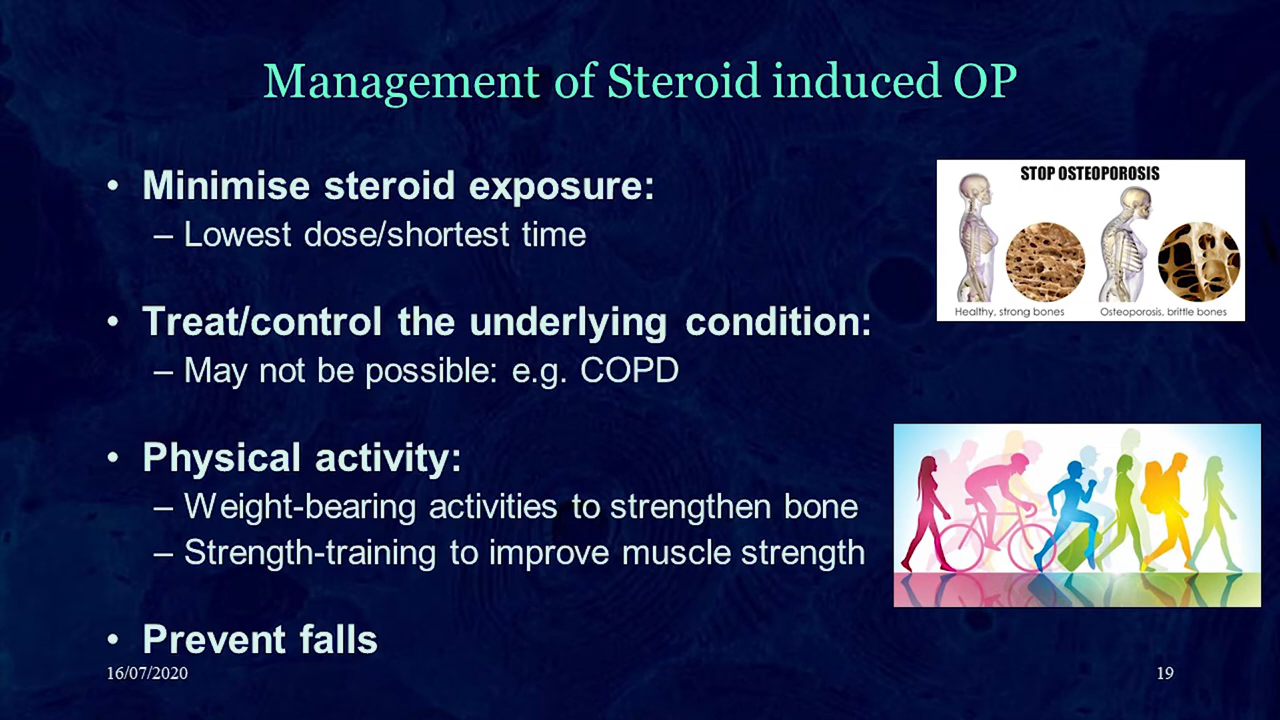 Management of Steroid induced OP
• Minimise steroid exposure:
– Lowest dose/shortest time
• Treat/control the underlying condition:
– May not be possible: e.g. COPD
• Physical activity:
– Weight-bearing activities to strengthen bone
– Strength-training to improve muscle strength
• Prevent falls
STOP OSTEOPOROSIS
Healthy, strong bones
Osteoporosis, brittle bones
16/07/2020
19